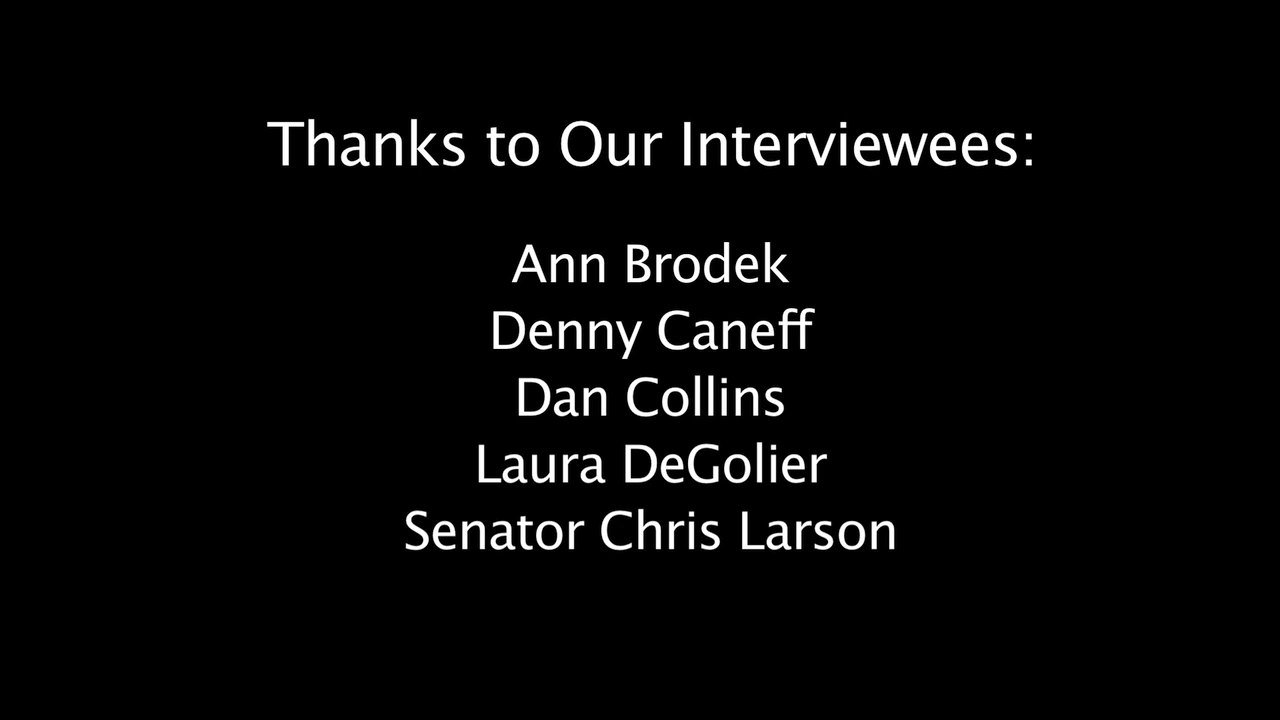 Thanks to Our Interviewees:
Ann Brodek
Denny Caneff
Dan Collins
Laura DeGolier
Senator Chris Larson